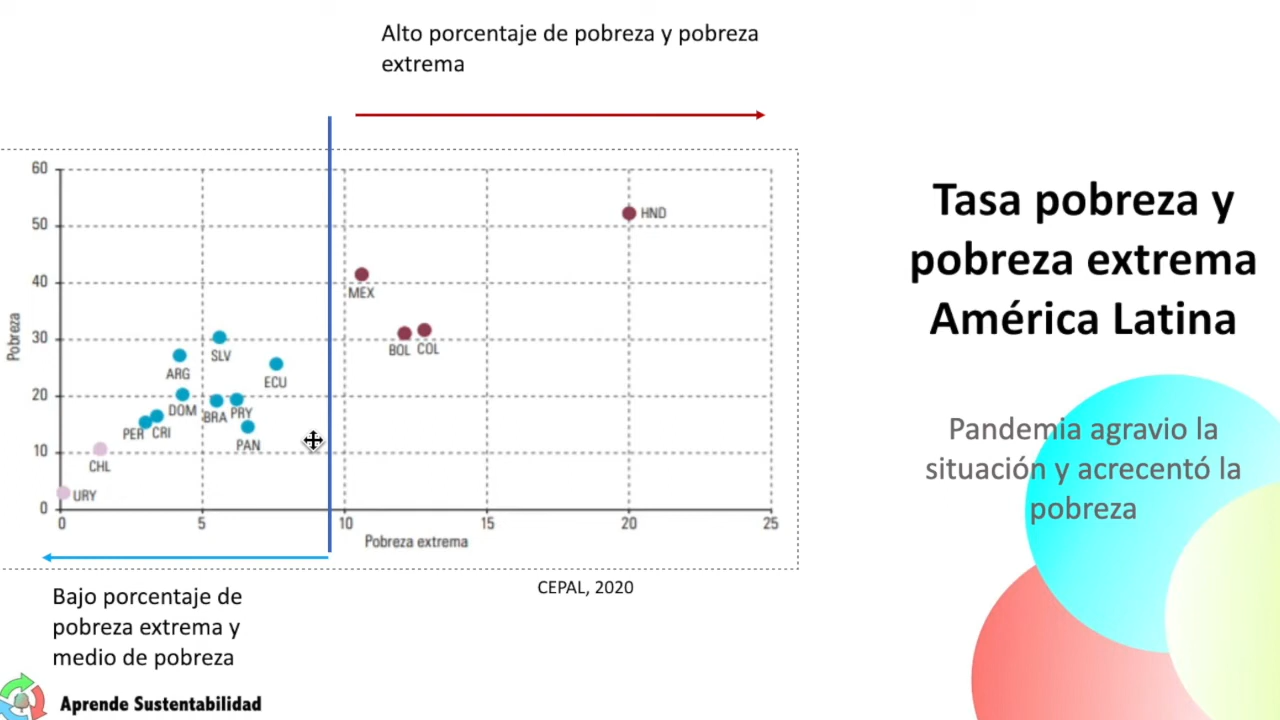 Alto porcentaje de pobreza y pobreza
extrema
Tasa pobreza y
pobreza extrema
América Latina
Pandemia agravio la
situación y acrecentó la
pobreza
Pobreza
60
50
40
30
20
10
0
HND
MEX
BOL COL
SLV
ARG
ECU
DOM
BRA PRY
PER CRI
PAN
CHL
URY
0 5 10 15 20 25
Pobreza extrema
CEPAL, 2020
Bajo porcentaje de
pobreza extrema y
medio de pobreza
Aprende Sustentabilidad